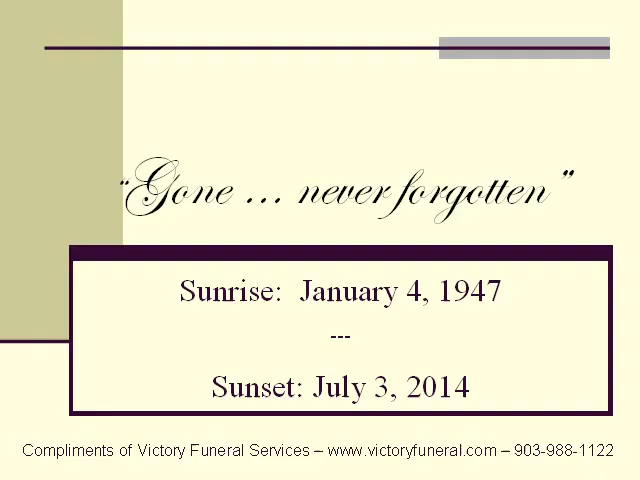 “Gone ... never forgotten”
Sunrise:  January 4, 1947
---
Sunset: July 3, 2014
Compliments of Victory Funeral Services – www.victoryfuneral.com – 903-988-1122